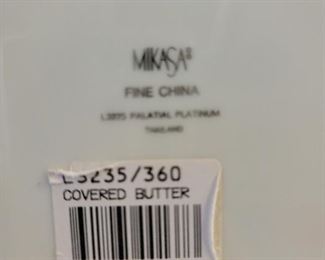 MIKASA®
FINE CHINA
L3235 PALATIAL PLATINUM
THAILAND
L3235/360
COVERED BUTTER